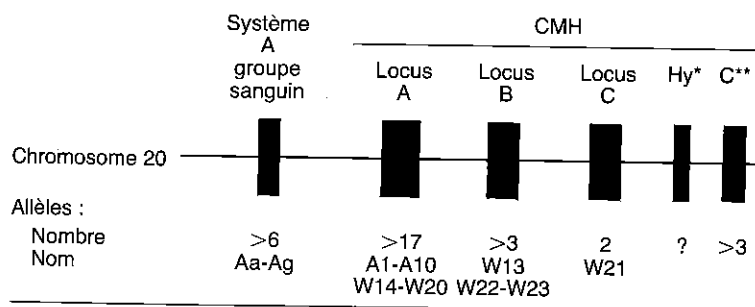 Système
A
groupe
sanguin
CMH
Locus
A
Locus
B
Locus
C
Hy*
C**
Chromosome 20
Allèles :
Nombre >6 >17 >3 2 ? >3
Nom Aa-Ag A1-A10 W13 W21
W14-W20 W22-W23